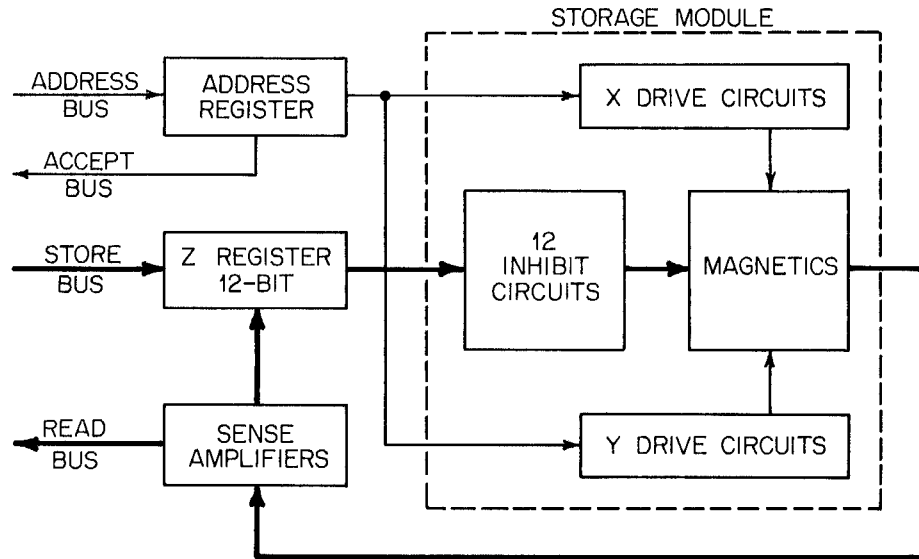 STORAGE MODULE
ADDRESS
BUS
ADDRESS
REGISTER
X DRIVE CIRCUITS
ACCEPT
BUS
STORE
BUS
Z REGISTER
12-BIT
12
INHIBIT
CIRCUITS
MAGNETICS
READ
BUS
SENSE
AMPLIFIERS
Y DRIVE CIRCUITS